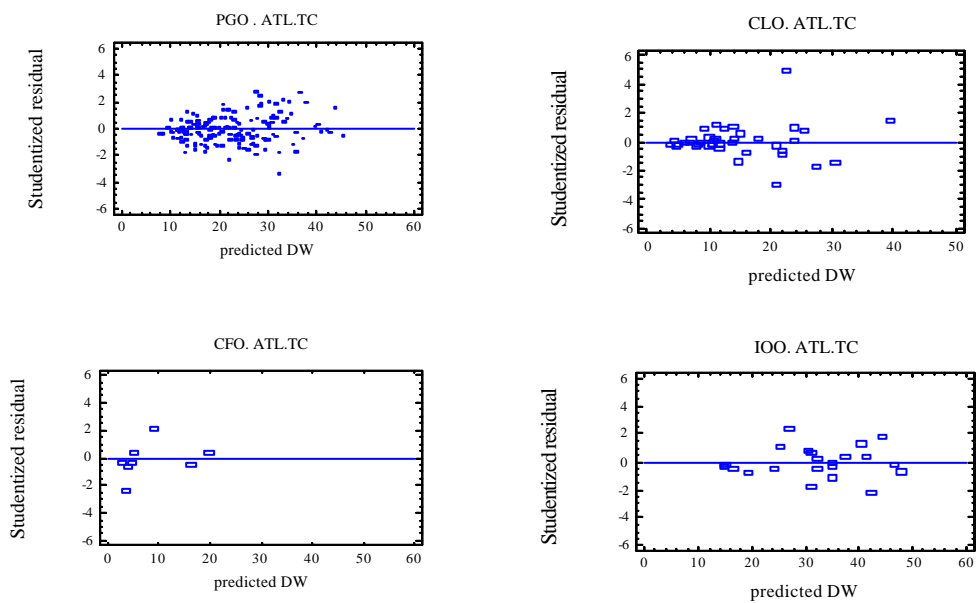 PGO . ATL.TC
Studentized residual
6
4
2
0
-2
-4
-6
0 10 20 30 40 50 60
predicted DW
CLO. ATL.TC
Studentized residual
6
4
2
0
-2
-4
-6
0 10 20 30 40 50
predicted DW
CFO. ATL.TC
Studentized residual
6
4
2
0
-2
-4
-6
0 10 20 30 40 50 60
predicted DW
IOO. ATL.TC
Studentized residual
6
4
2
0
-2
-4
-6
0 10 20 30 40 50 60
predicted DW